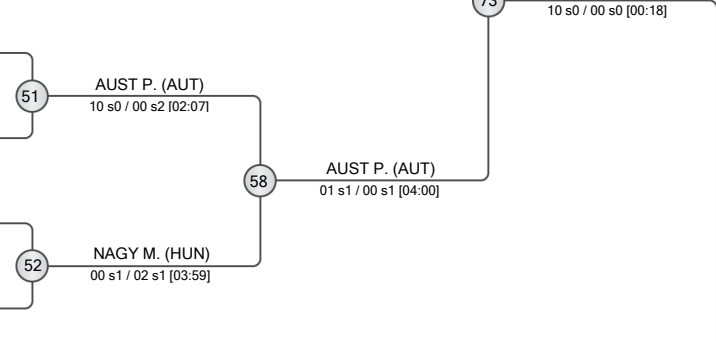 73
10 s0 / 00 s0 [00:18]
51
AUST P. (AUT)
10 s0 / 00 s2 [02:07]
58
AUST P. (AUT)
01 s1 / 00 s1 [04:00]
52
NAGY M. (HUN)
00 s1 / 02 s1 [03:59]